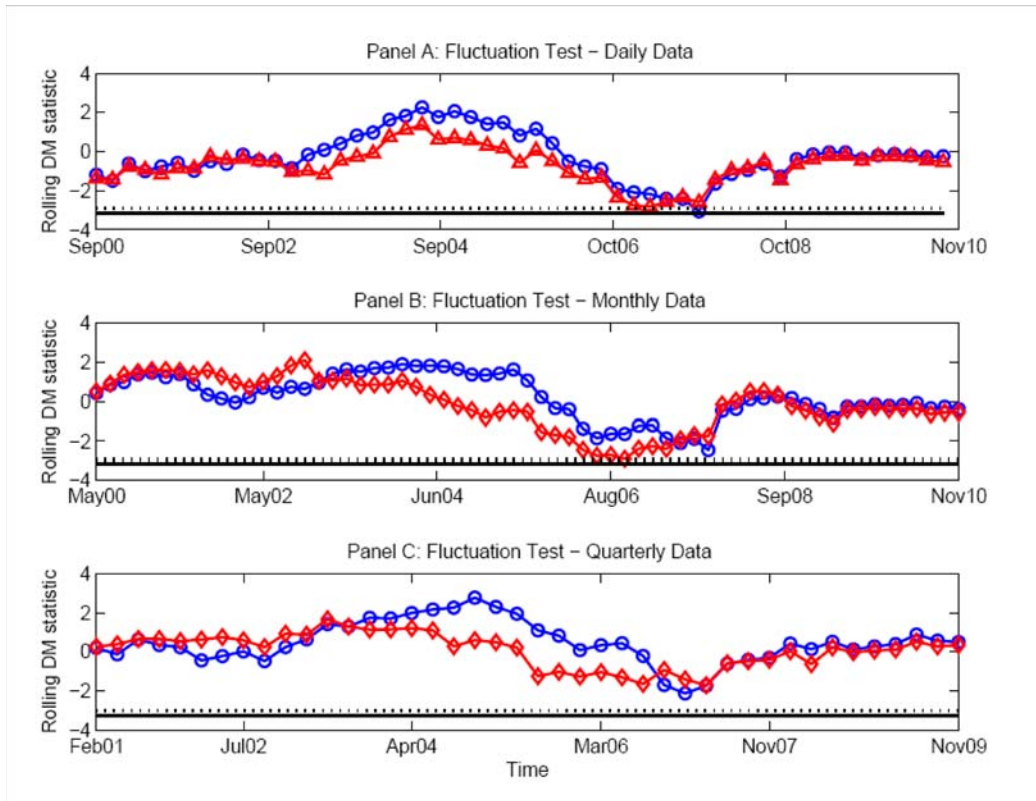 Panel A: Fluctuation Test − Daily Data
Rolling DM statistic
4
2
0
−2
−4
Sep00 Sep02 Sep04 Oct06 Oct08 Nov10
Panel B: Fluctuation Test − Monthly Data
Rolling DM statistic
4
2
0
−2
−4
May00 May02 Jun04 Aug06 Sep08 Nov10
Panel C: Fluctuation Test − Quarterly Data
Rolling DM statistic
4
2
0
−2
−4
Feb01 Jul02 Apr04 Mar06 Nov07 Nov09
Time